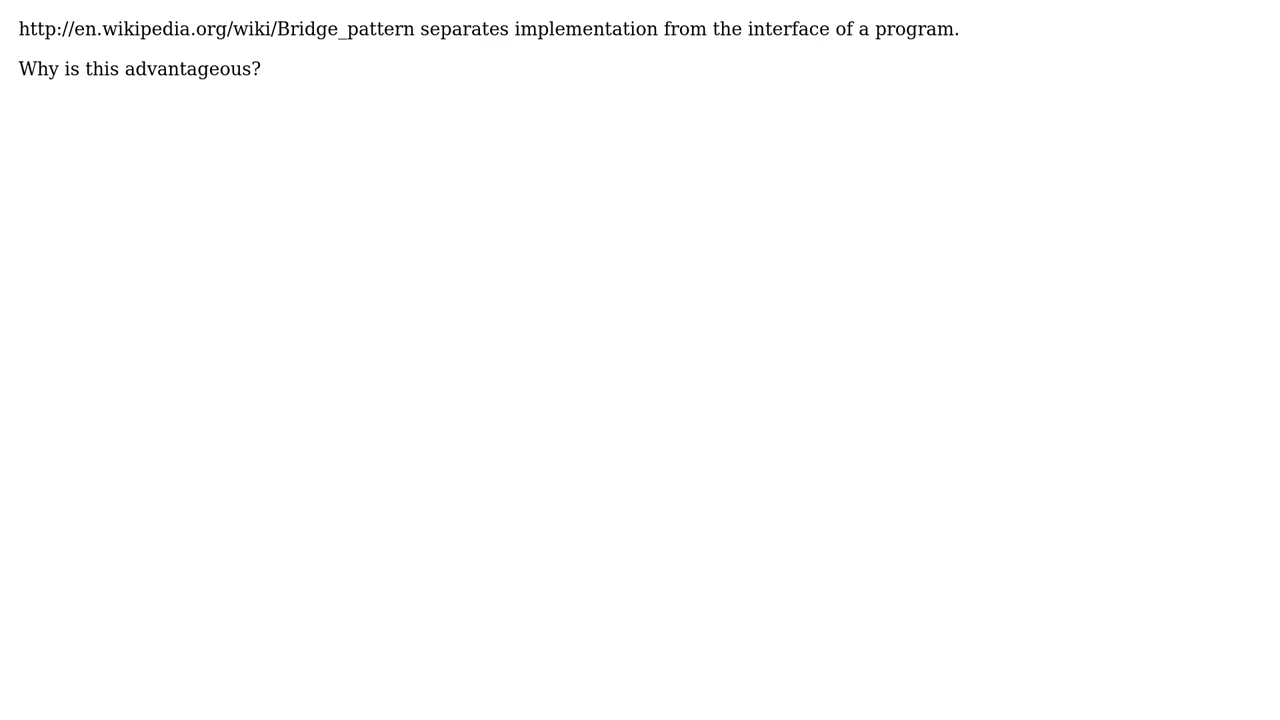 http://en.wikipedia.org/wiki/Bridge_pattern separates implementation from the interface of a program.
Why is this advantageous?